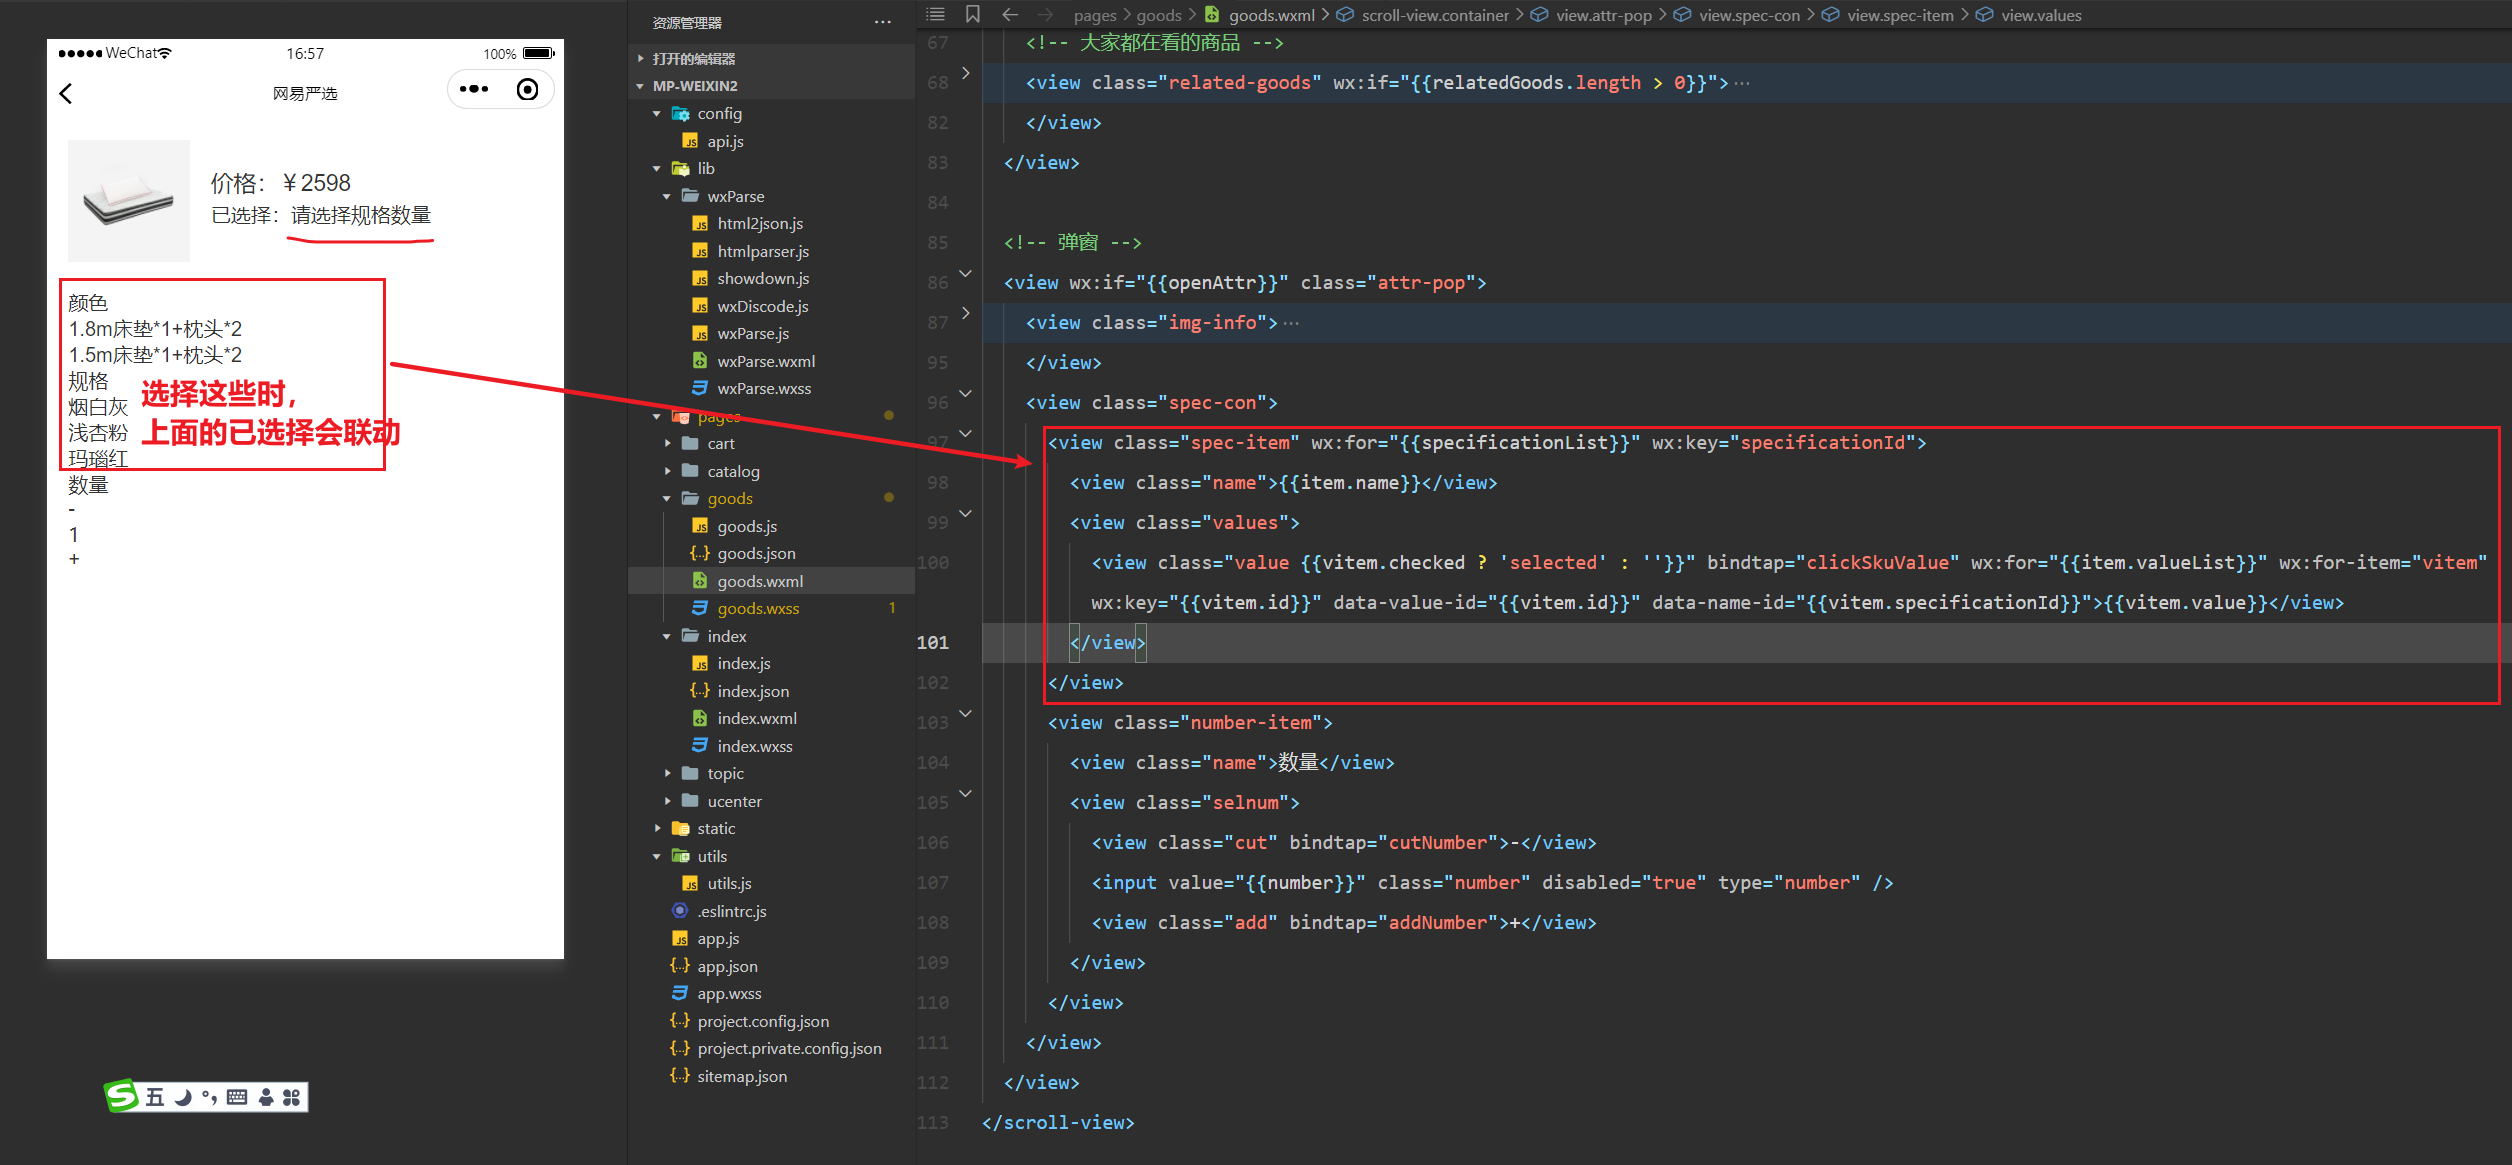 WeChat
16:57
100%
网易严选
价格：￥2598
已选择：请选择规格数量
颜色
1.8m床垫*1+枕头*2
1.5m床垫*1+枕头*2
规格
烟白灰
浅杏粉
玛瑙红
选择这些时，
上面的已选择会联动
数量
-
1
+
五
资源管理器
打开的编辑器
MP-WEIXIN2
config
api.js
lib
wxParse
html2json.js
htmlparser.js
showdown.js
wxDiscode.js
wxParse.js
wxParse.wxml
wxParse.wxss
pages
cart
catalog
goods
goods.js
goods.json
goods.wxml
goods.wxss 1
index
index.js
index.json
index.wxml
index.wxss
topic
ucenter
static
utils
utils.js
.eslintrc.js
app.js
app.json
app.wxss
project.config.json
project.private.config.json
sitemap.json
pages > goods > goods.wxml > scroll-view.container > view.attr-pop > view.spec-con > view.spec-item > view.values
67 <!-- 大家都在看的商品 -->
68 <view class="related-goods" wx:if="{{relatedGoods.length > 0}}">···
82 </view>
83 </view>
84
85 <!-- 弹窗 -->
86 <view wx:if="{{openAttr}}" class="attr-pop">
87 <view class="img-info">···
95 </view>
96 <view class="spec-con">
97 <view class="spec-item" wx:for="{{specificationList}}" wx:key="specificationId">
98 <view class="name">{{item.name}}</view>
99 <view class="values">
100 <view class="value {{vitem.checked ? 'selected' : ''}}" bindtap="clickSkuValue" wx:for="{{item.valueList}}" wx:for-item="vitem"
wx:key="{{vitem.id}}" data-value-id="{{vitem.id}}" data-name-id="{{vitem.specificationId}}">{{vitem.value}}</view>
101 </view>
102 </view>
103 <view class="number-item">
104 <view class="name">数量</view>
105 <view class="selnum">
106 <view class="cut" bindtap="cutNumber">-</view>
107 <input value="{{number}}" class="number" disabled="true" type="number" />
108 <view class="add" bindtap="addNumber">+</view>
109 </view>
110 </view>
111 </view>
112 </view>
113 </scroll-view>